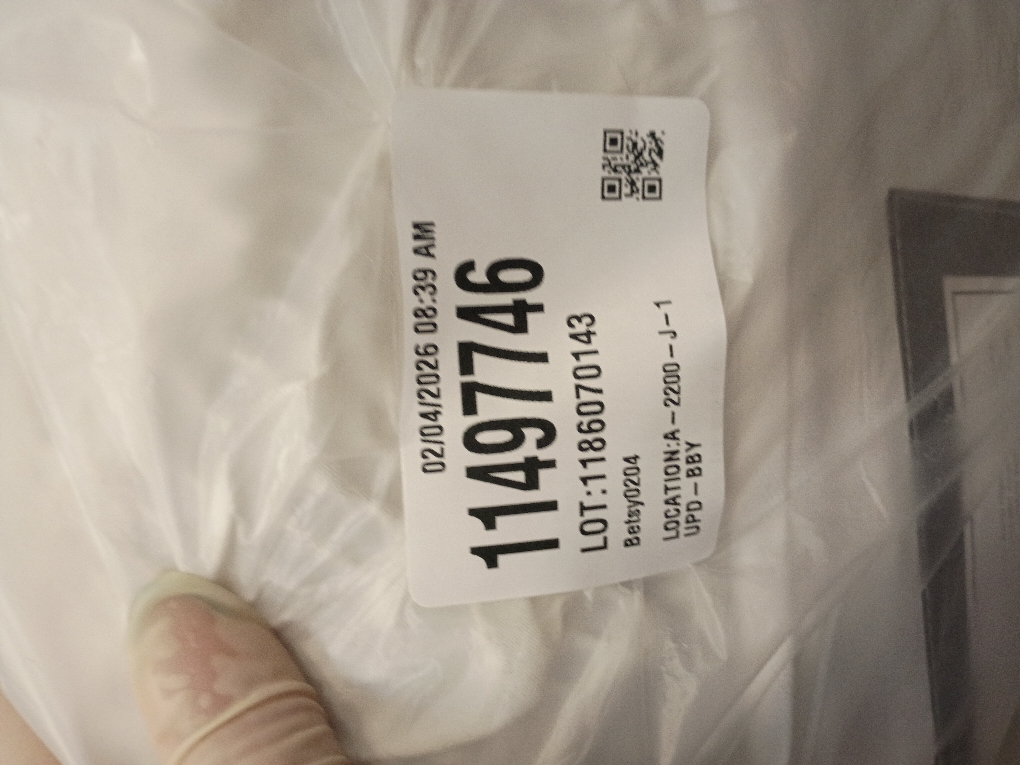 02/04/2026 08:39 AM
11497746
LOT:1186070143
Betsy0204
LOCATION:A-2200-J-1
UPD-BBY